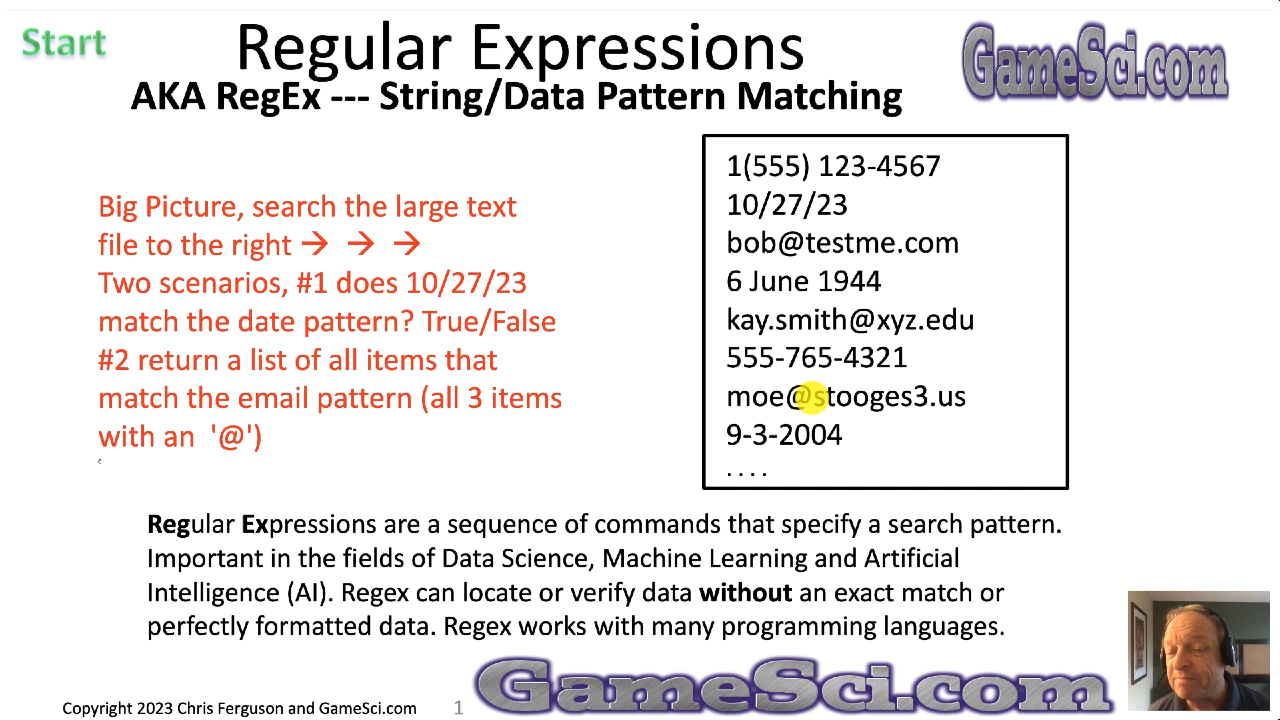 Start
Regular Expressions
AKA RegEx --- String/Data Pattern Matching
GameSci.com
Big Picture, search the large text
file to the right → → →
Two scenarios, #1 does 10/27/23
match the date pattern? True/False
#2 return a list of all items that
match the email pattern (all 3 items
with an '@')
1(555) 123-4567
10/27/23
bob@testme.com
6 June 1944
kay.smith@xyz.edu
555-765-4321
moe@stooges3.us
9-3-2004
. . . .
Regular Expressions are a sequence of commands that specify a search pattern.
Important in the fields of Data Science, Machine Learning and Artificial
Intelligence (AI). Regex can locate or verify data without an exact match or
perfectly formatted data. Regex works with many programming languages.
GameSci.com
Copyright 2023 Chris Ferguson and GameSci.com
1